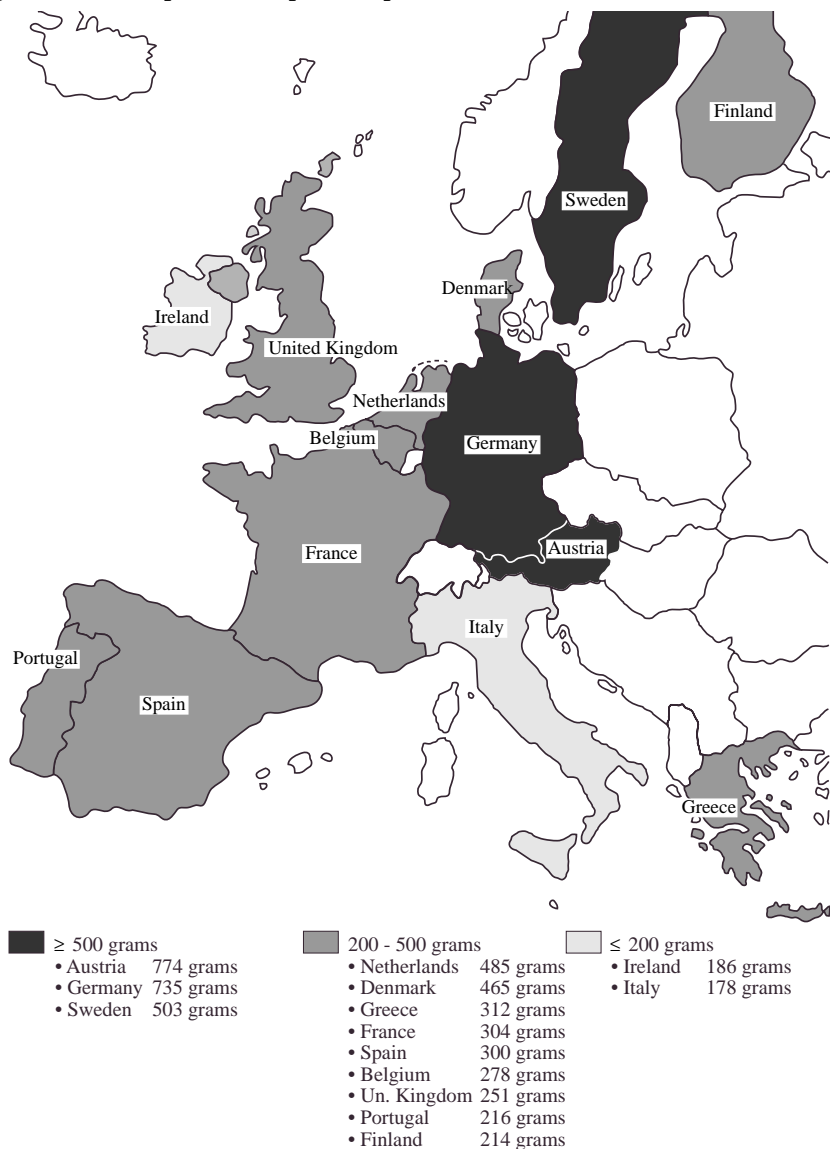 Finland
Sweden
Denmark
Ireland
United Kingdom
Netherlands
Belgium
Germany
Austria
France
Italy
Portugal
Spain
Greece
≥ 500 grams
• Austria 774 grams
• Germany 735 grams
• Sweden 503 grams
200 - 500 grams
• Netherlands 485 grams
• Denmark 465 grams
• Greece 312 grams
• France 304 grams
• Spain 300 grams
• Belgium 278 grams
• Un. Kingdom 251 grams
• Portugal 216 grams
• Finland 214 grams
≤ 200 grams
• Ireland 186 grams
• Italy 178 grams